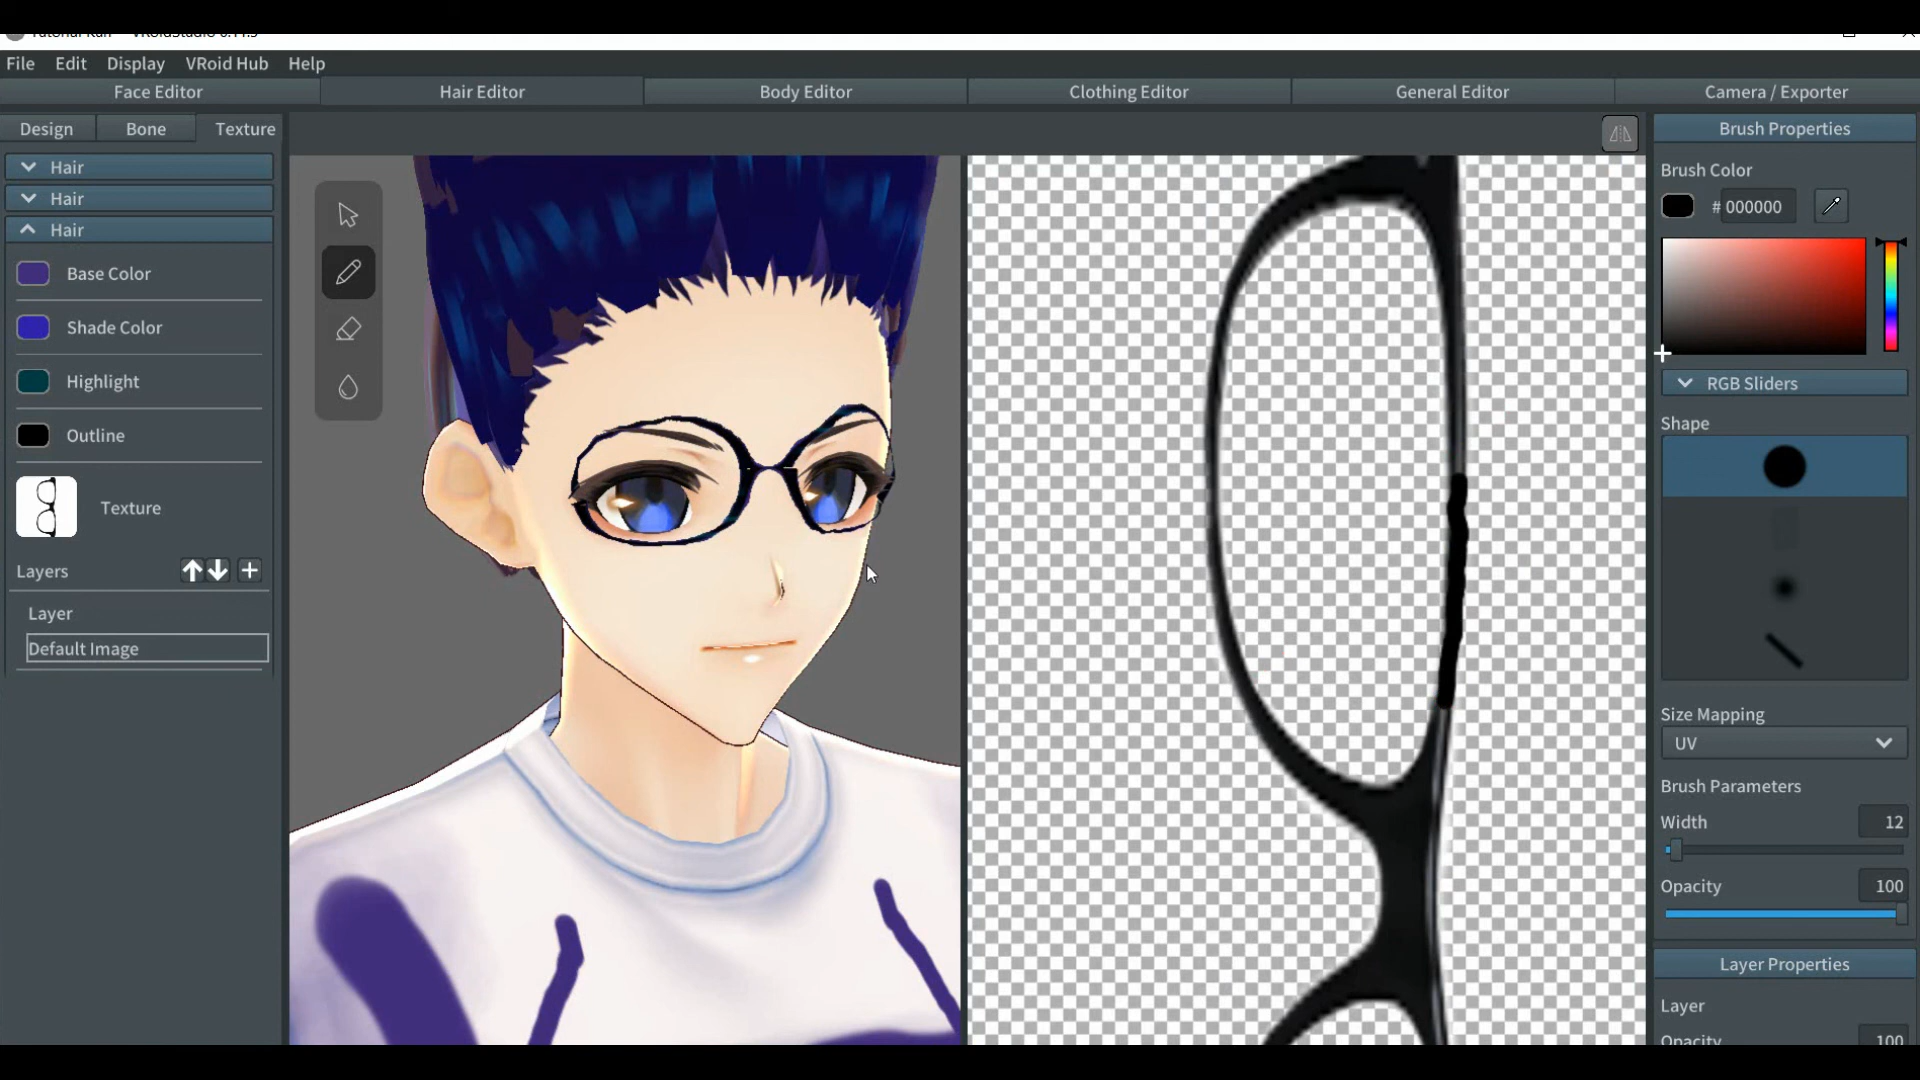 File Edit Display VRoid Hub Help
Face Editor Hair Editor Body Editor Clothing Editor General Editor Camera / Exporter
Design Bone Texture
Hair
Hair
Hair
Base Color
Shade Color
Highlight
Outline
Texture
Layers
Layer
Default Image
Brush Properties
Brush Color
# 000000
RGB Sliders
Shape
Size Mapping
UV
Brush Parameters
Width 12
Opacity 100
Layer Properties
Layer
Opacity 100